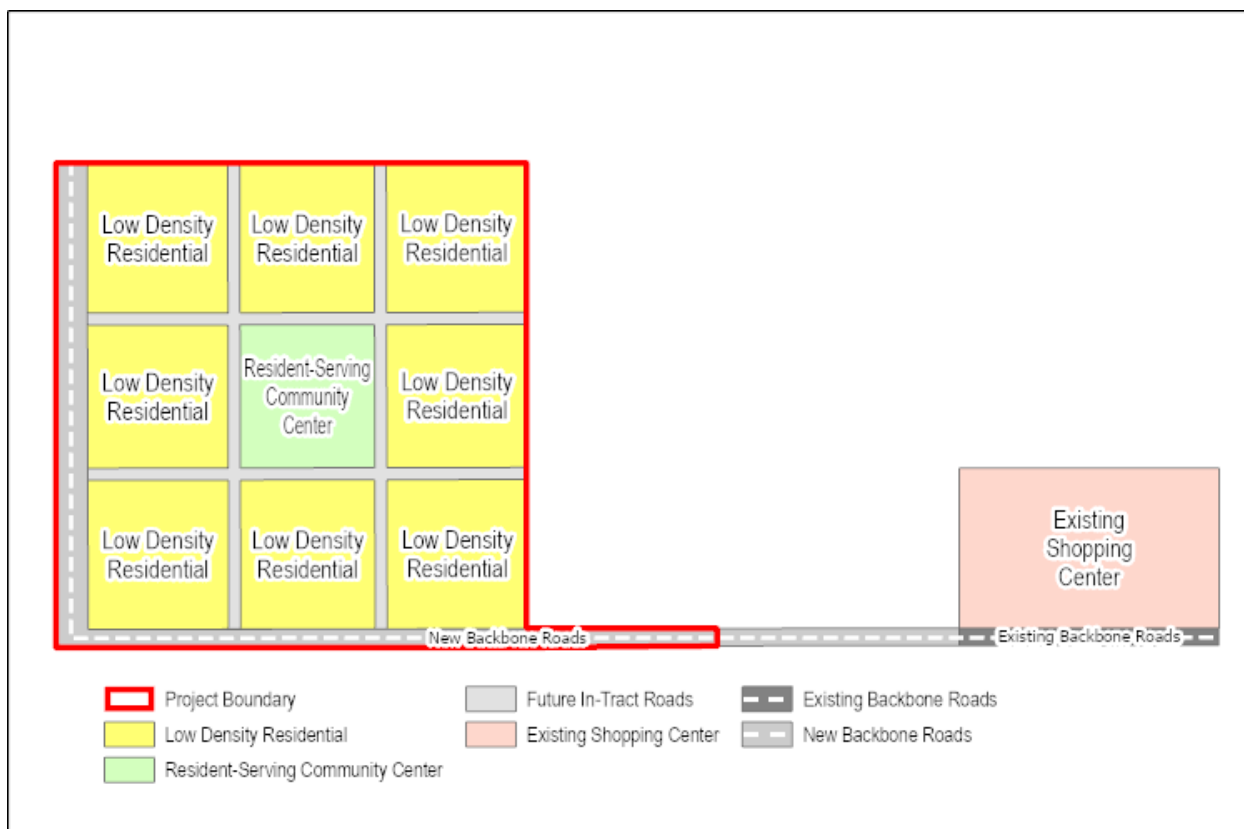 Low Density
Residential
Low Density
Residential
Low Density
Residential
Low Density
Residential
Resident-Serving
Community
Center
Low Density
Residential
Low Density
Residential
Low Density
Residential
Low Density
Residential
Existing
Shopping
Center
New Backbone Roads
Existing Backbone Roads
Project Boundary
Low Density Residential
Resident-Serving Community Center
Future In-Tract Roads
Existing Shopping Center
Existing Backbone Roads
New Backbone Roads